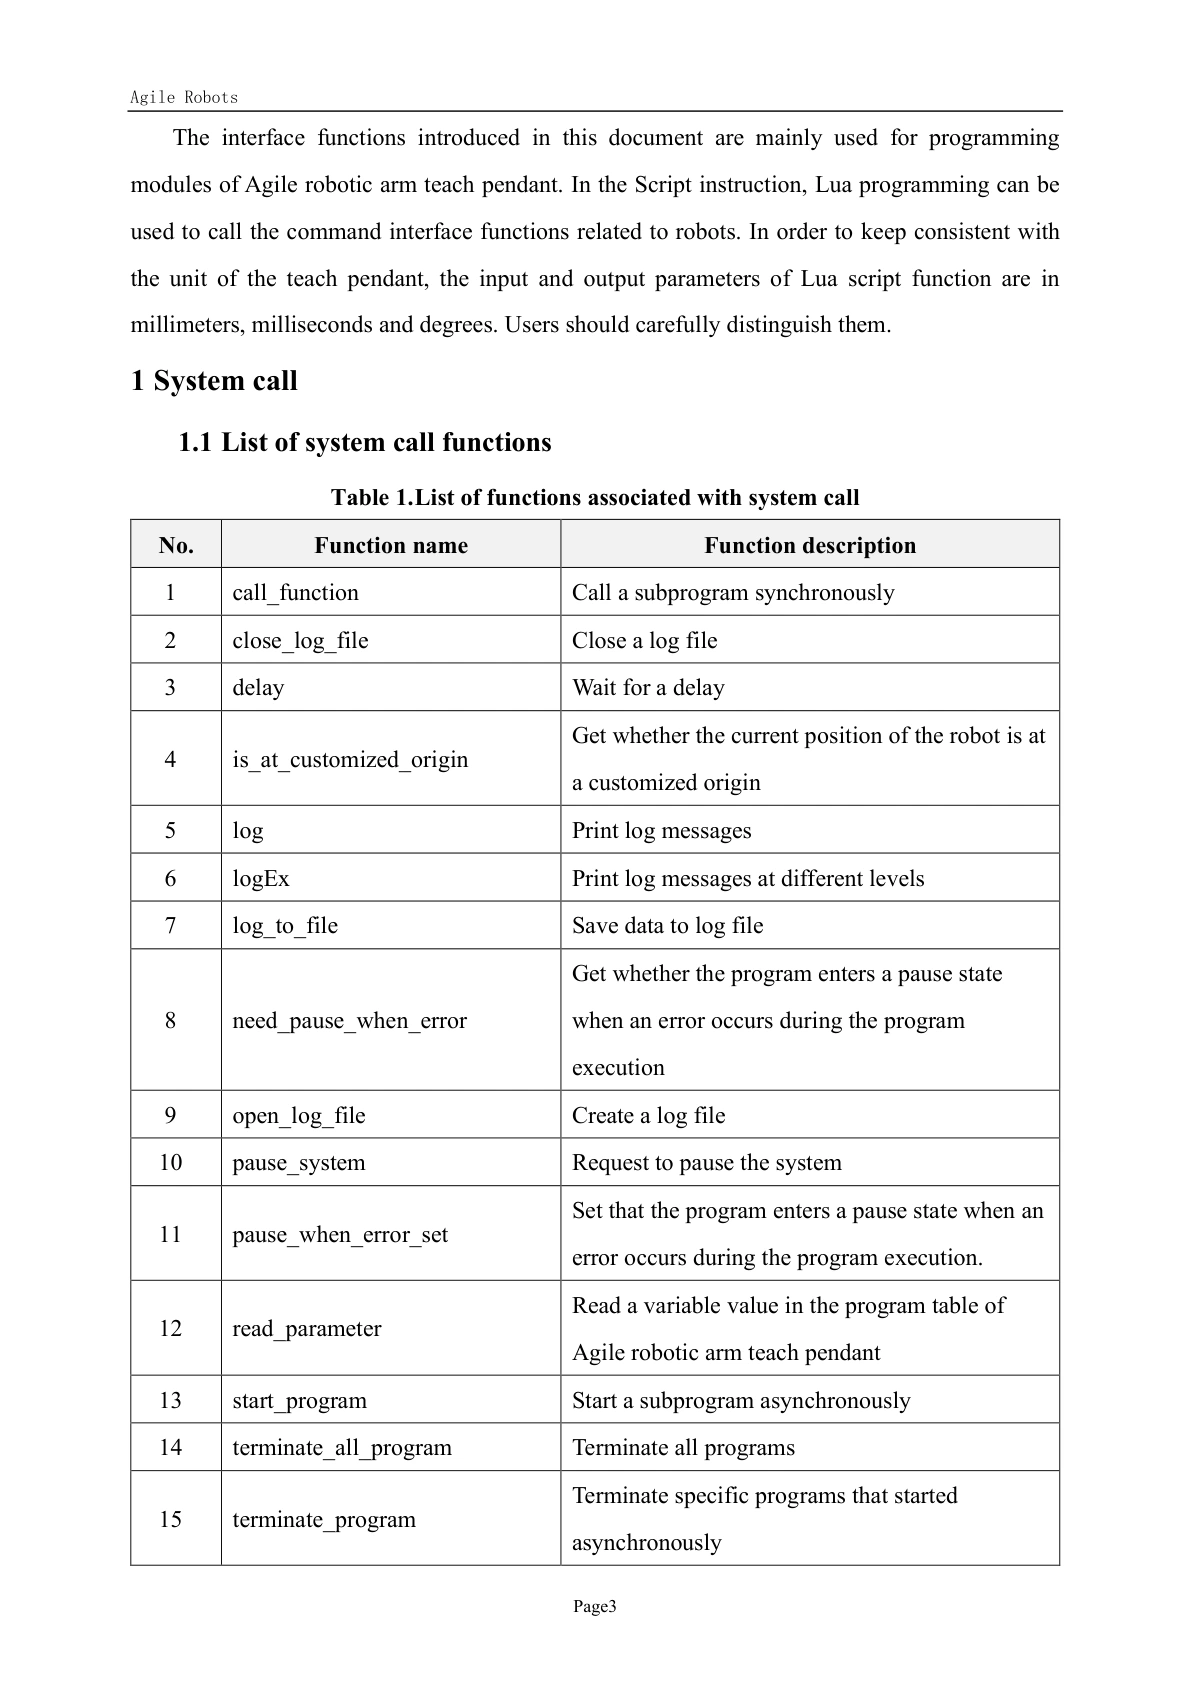 Agile Robots
The interface functions introduced in this document are mainly used for programming
modules of Agile robotic arm teach pendant. In the Script instruction, Lua programming can be
used to call the command interface functions related to robots. In order to keep consistent with
the unit of the teach pendant, the input and output parameters of Lua script function are in
millimeters, milliseconds and degrees. Users should carefully distinguish them.
1 System call
1.1 List of system call functions
Table 1.List of functions associated with system call
No. Function name Function description
1 call_function Call a subprogram synchronously
2 close_log_file Close a log file
3 delay Wait for a delay
4 is_at_customized_origin Get whether the current position of the robot is at
a customized origin
5 log Print log messages
6 logEx Print log messages at different levels
7 log_to_file Save data to log file
8 need_pause_when_error Get whether the program enters a pause state
when an error occurs during the program
execution
9 open_log_file Create a log file
10 pause_system Request to pause the system
11 pause_when_error_set Set that the program enters a pause state when an
error occurs during the program execution.
12 read_parameter Read a variable value in the program table of
Agile robotic arm teach pendant
13 start_program Start a subprogram asynchronously
14 terminate_all_program Terminate all programs
15 terminate_program Terminate specific programs that started
asynchronously
Page3